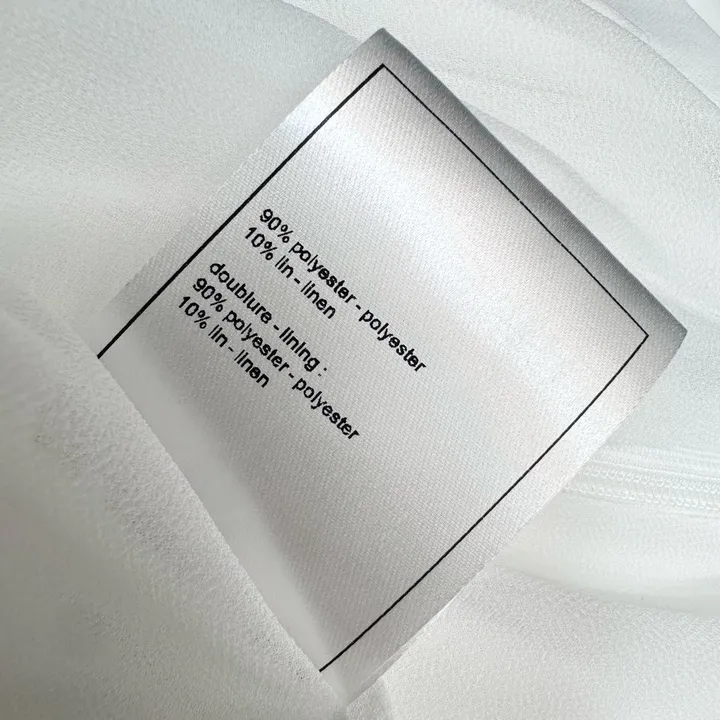 90% polyester - polyester
10% lin - linen
doublure - lining :
90% polyester - polyester
10% lin - linen